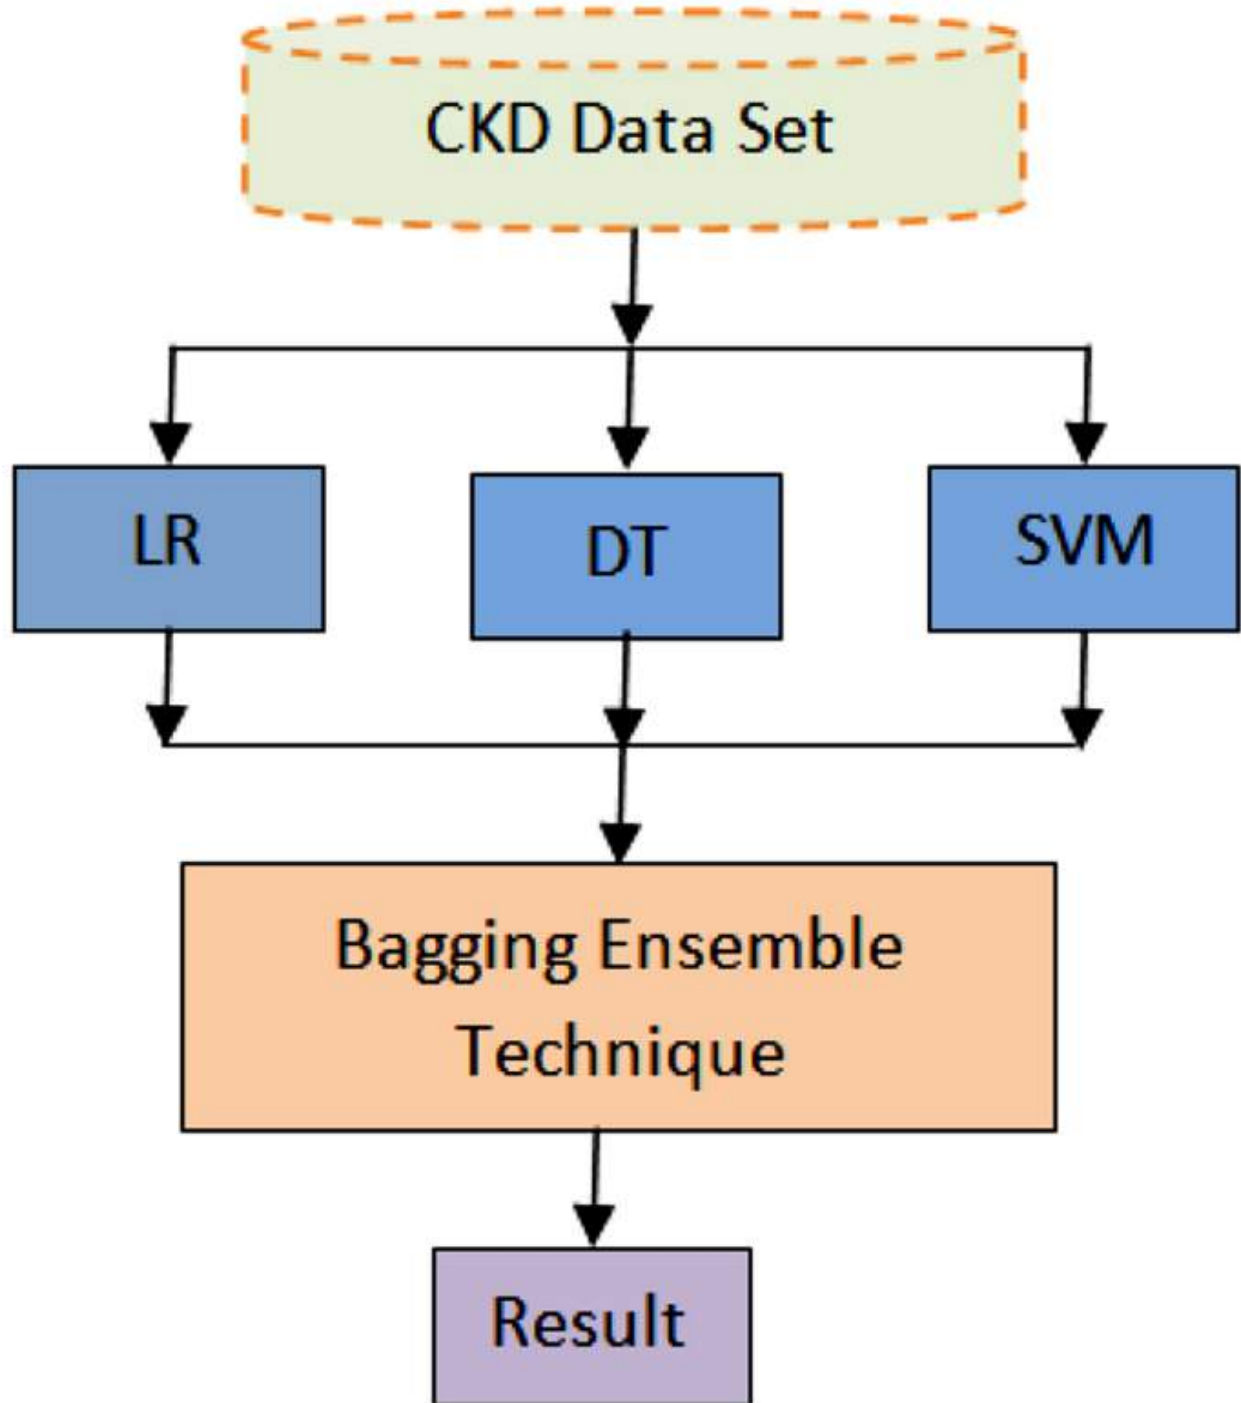 CKD Data Set
LR
DT
SVM
Bagging Ensemble
Technique
Result